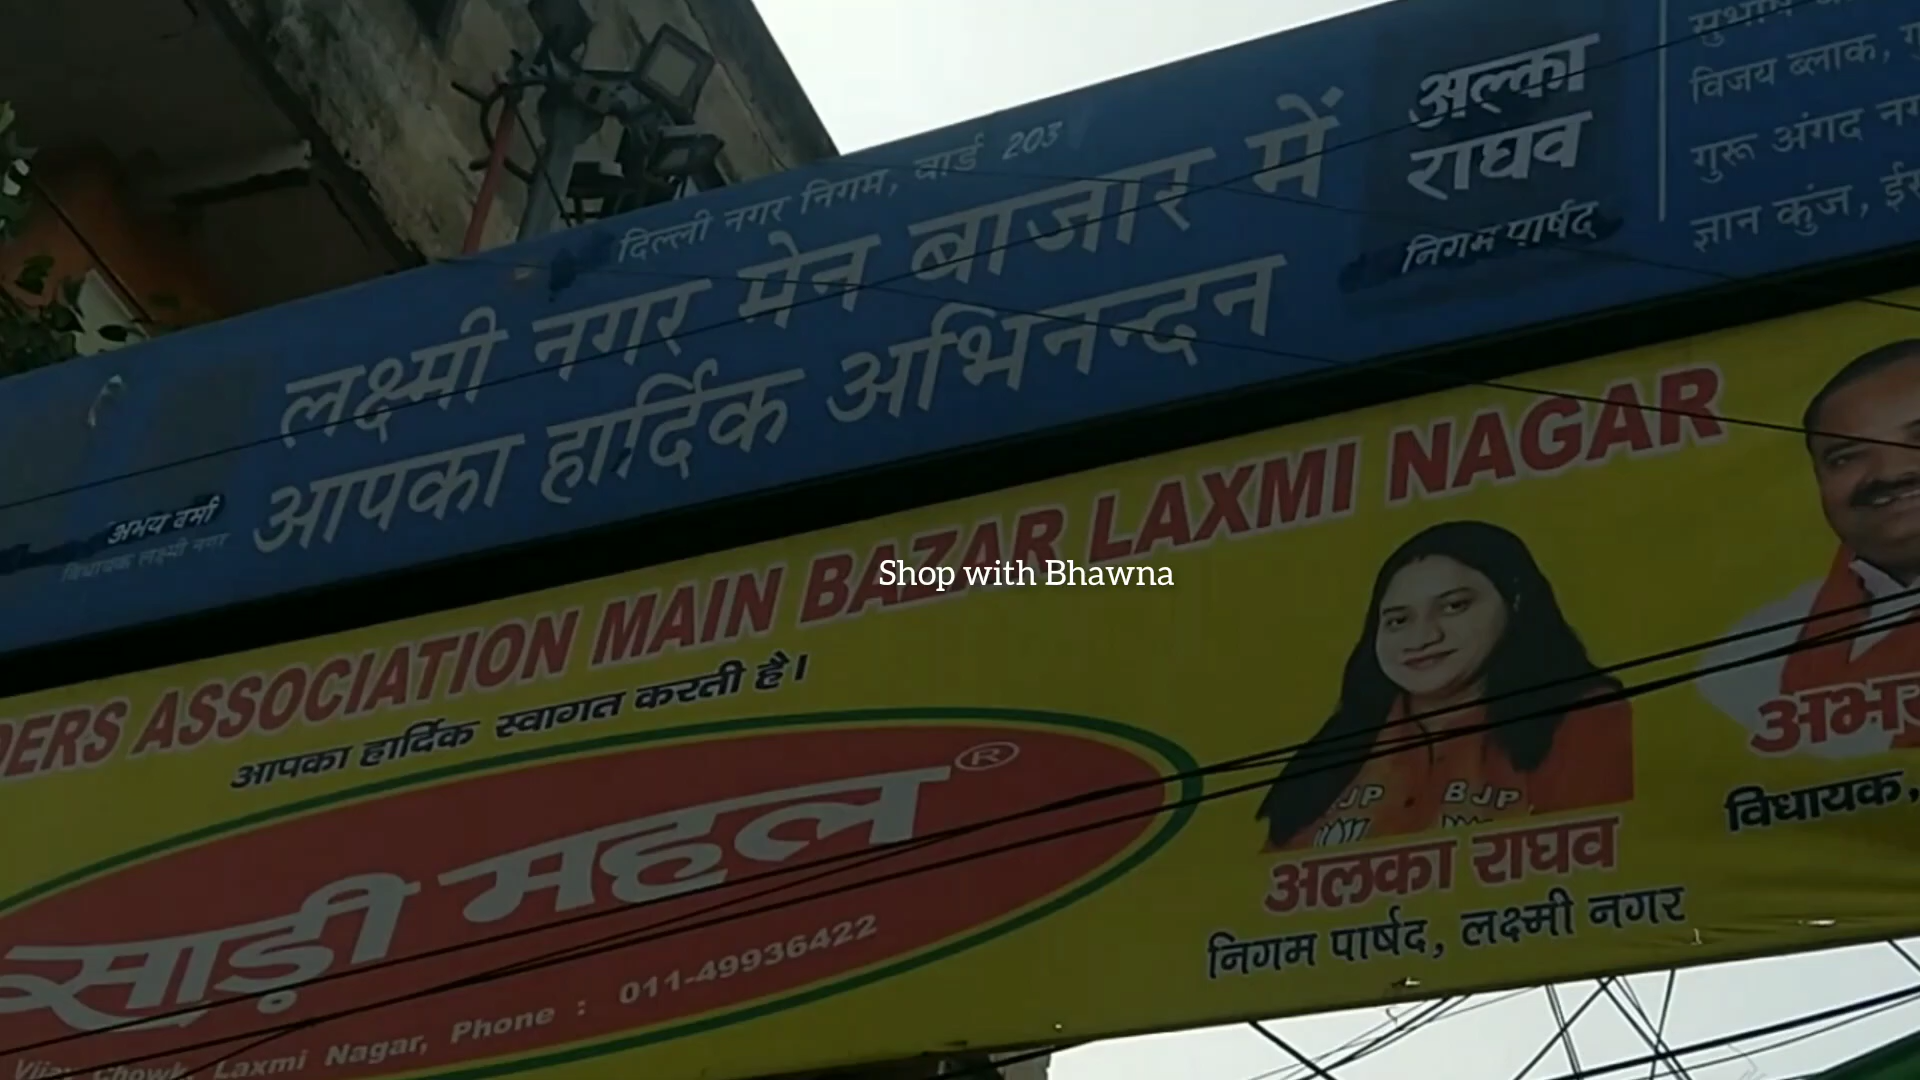 दिल्ली नगर निगम, वार्ड 203
लक्ष्मी नगर मेन बाजार में
आपका हार्दिक अभिनन्दन
अभय वर्मा
विधायक लक्ष्मी नगर
अल्का
राघव
निगम पार्षद
विजय ब्लाक,
गुरू अंगद
ज्ञान कुंज,
ASSOCIATION MAIN BAZAR LAXMI NAGAR
आपका हार्दिक स्वागत करती है।
Shop with Bhawna
साड़ी महल®
Chowk, Laxmi Nagar, Phone : 011-49936422
BJP
अलका राघव
निगम पार्षद, लक्ष्मी नगर
विधायक,